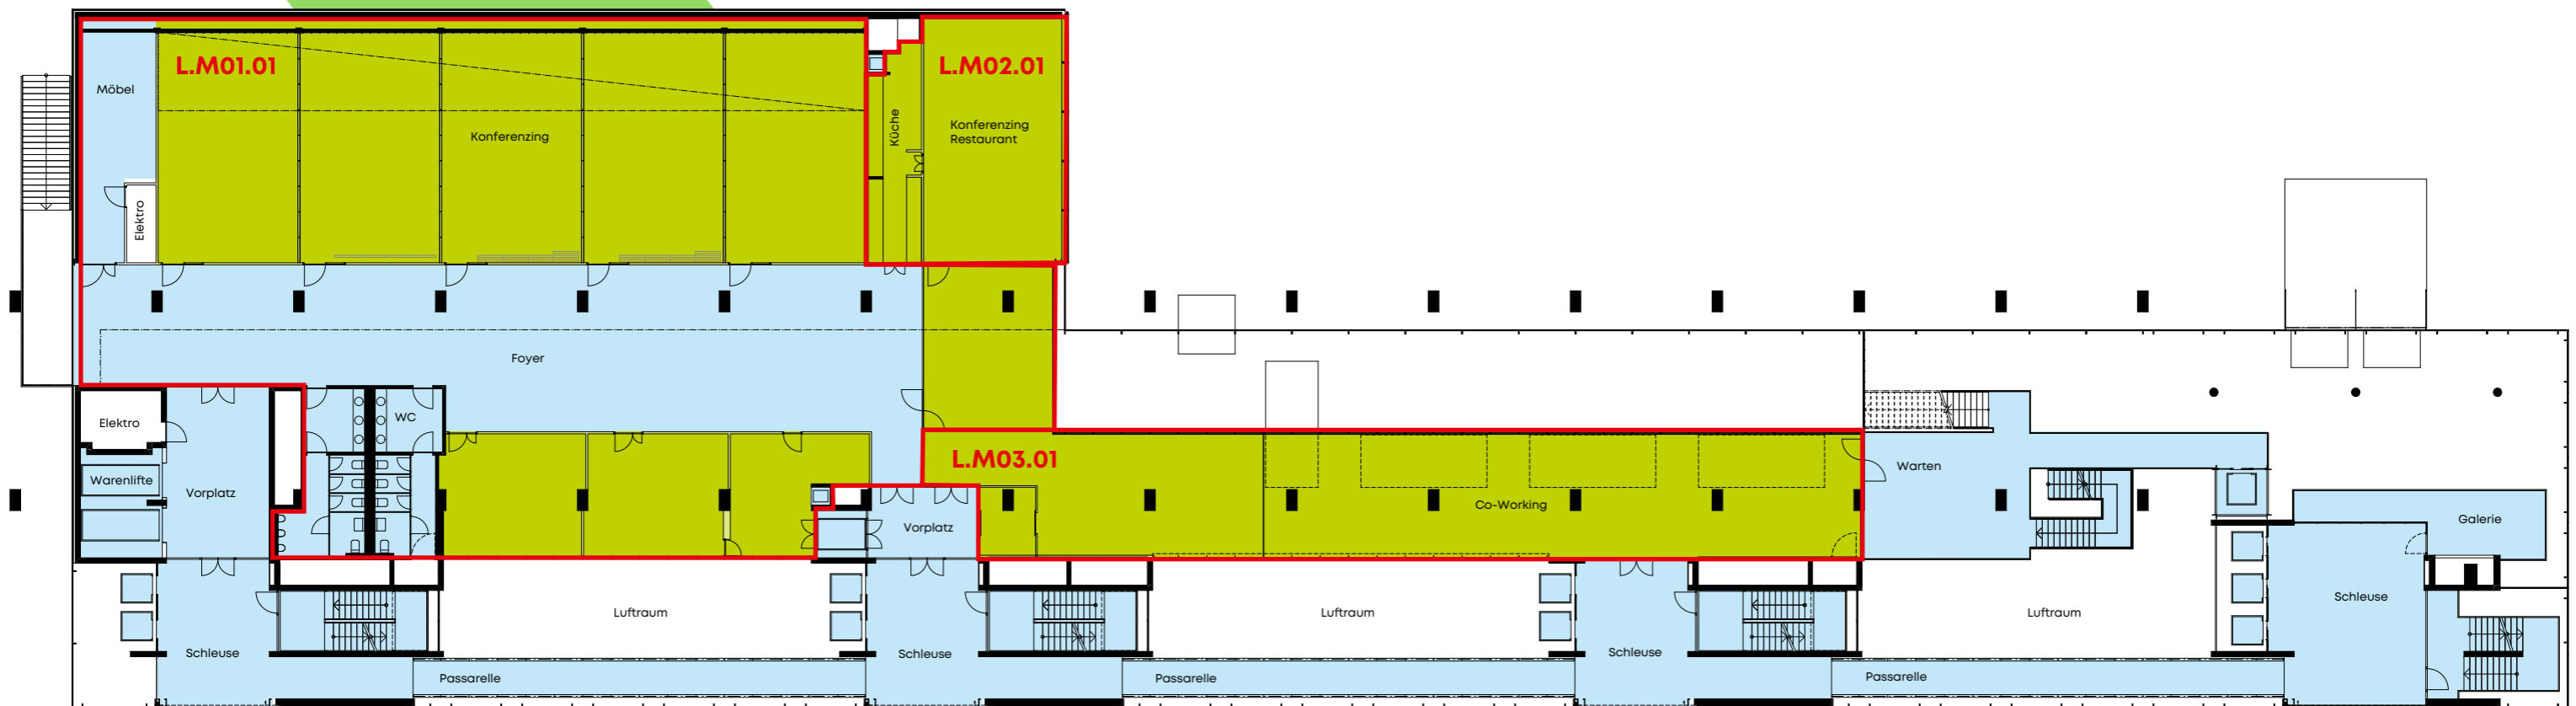 L.M01.01
L.M02.01
Möbel
Konferenzing
Küche
Konferenzing
Restaurant
Elektro
Foyer
WC
Elektro
L.M03.01
Warenlifte
Vorplatz
Vorplatz
Co-Working
Warten
Galerie
Luftraum
Luftraum
Luftraum
Schleuse
Schleuse
Schleuse
Schleuse
Passarelle
Passarelle
Passarelle